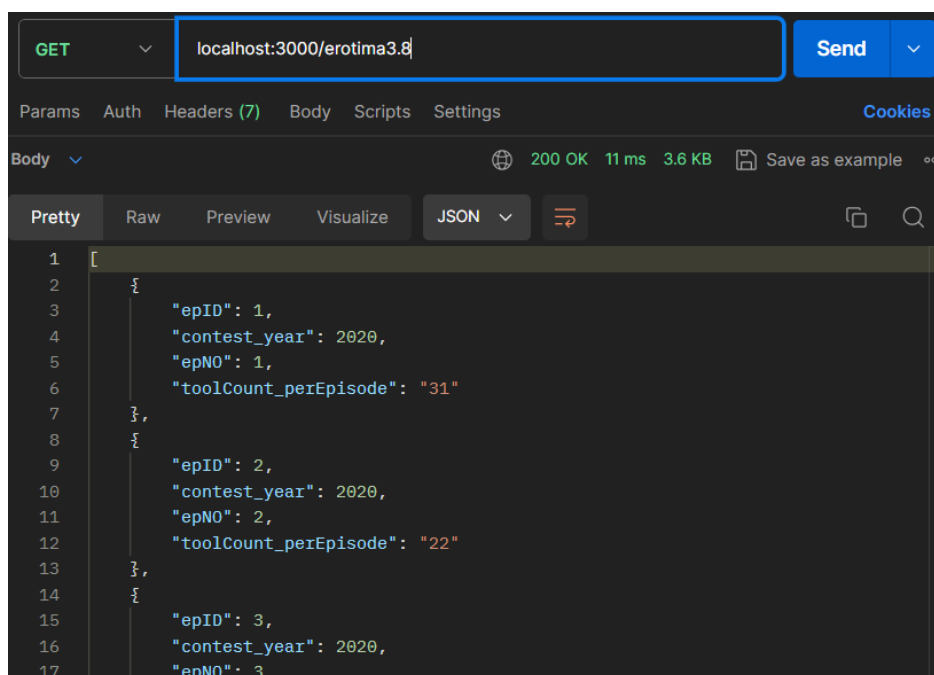 GET localhost:3000/erotima3.8 Send
Params Auth Headers (7) Body Scripts Settings Cookies
Body 200 OK 11 ms 3.6 KB Save as example
Pretty Raw Preview Visualize JSON
1 [
2 {
3 "epID": 1,
4 "contest_year": 2020,
5 "epNO": 1,
6 "toolCount_perEpisode": "31"
7 },
8 {
9 "epID": 2,
10 "contest_year": 2020,
11 "epNO": 2,
12 "toolCount_perEpisode": "22"
13 },
14 {
15 "epID": 3,
16 "contest_year": 2020,
17 "epNO": 3